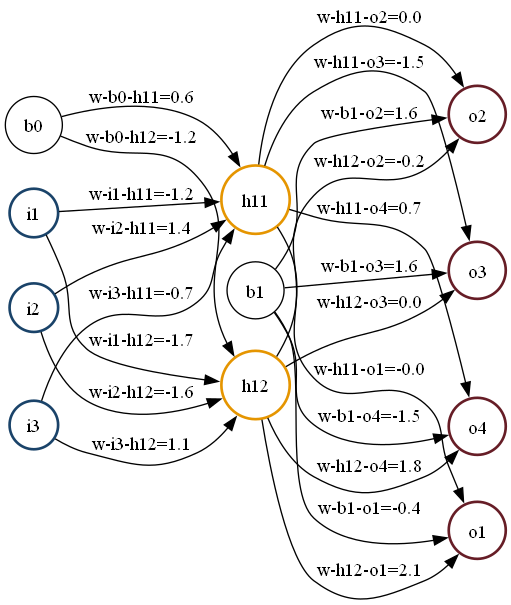 w-h11-o2=0.0
w-h11-o3=-1.5
w-b0-h11=0.6
w-b1-o2=1.6
o2
b0
w-b0-h12=-1.2
w-h12-o2=-0.2
w-i1-h11=-1.2
h11
w-h11-o4=0.7
i1
w-i2-h11=1.4
w-b1-o3=1.6
o3
w-i3-h11=-0.7
b1
w-h12-o3=0.0
i2
w-i1-h12=-1.7
w-h11-o1=-0.0
h12
w-i2-h12=-1.6
w-b1-o4=-1.5
i3
o4
w-i3-h12=1.1
w-h12-o4=1.8
w-b1-o1=-0.4
o1
w-h12-o1=2.1